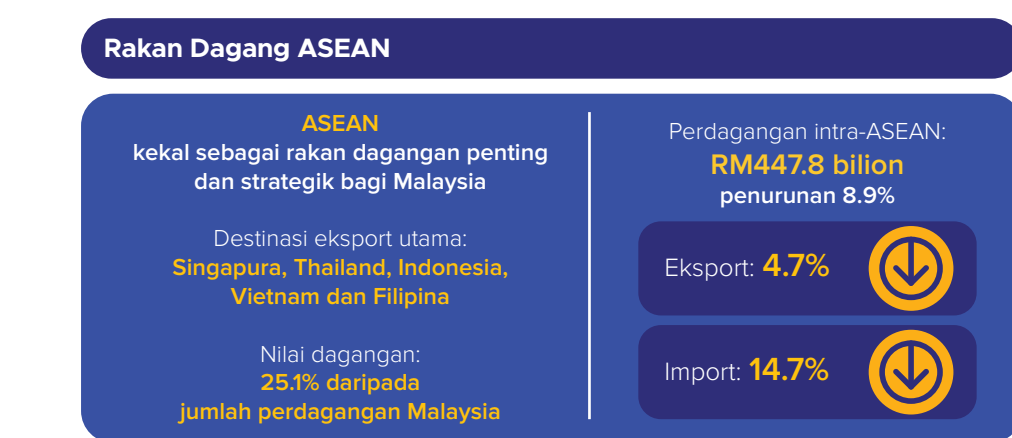 Rakan Dagang ASEAN
ASEAN
kekal sebagai rakan dagangan penting
dan strategik bagi Malaysia
Destinasi eksport utama:
Singapura, Thailand, Indonesia,
Vietnam dan Filipina
Nilai dagangan:
25.1% daripada
jumlah perdagangan Malaysia
Perdagangan intra-ASEAN:
RM447.8 bilion
penurunan 8.9%
Eksport: 4.7%
Import: 14.7%